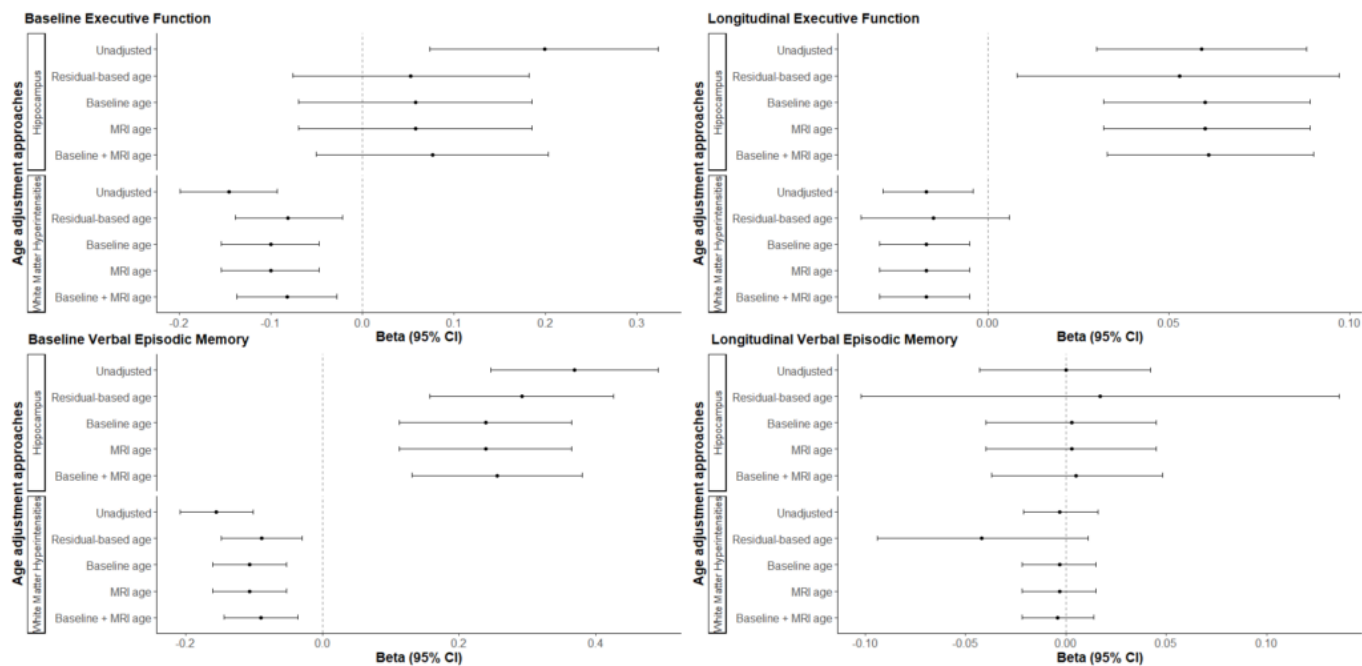 Baseline Executive Function
Age adjustment approaches
Hippocampus
Unadjusted
Residual-based age
Baseline age
MRI age
Baseline + MRI age
White Matter Hyperintensities
Unadjusted
Residual-based age
Baseline age
MRI age
Baseline + MRI age
-0.2 -0.1 0.0 0.1 0.2 0.3
Beta (95% CI)
Longitudinal Executive Function
Age adjustment approaches
Hippocampus
Unadjusted
Residual-based age
Baseline age
MRI age
Baseline + MRI age
White Matter Hyperintensities
Unadjusted
Residual-based age
Baseline age
MRI age
Baseline + MRI age
0.00 0.05 0.10
Beta (95% CI)
Baseline Verbal Episodic Memory
Age adjustment approaches
Hippocampus
Unadjusted
Residual-based age
Baseline age
MRI age
Baseline + MRI age
White Matter Hyperintensities
Unadjusted
Residual-based age
Baseline age
MRI age
Baseline + MRI age
-0.2 0.0 0.2 0.4
Beta (95% CI)
Longitudinal Verbal Episodic Memory
Age adjustment approaches
Hippocampus
Unadjusted
Residual-based age
Baseline age
MRI age
Baseline + MRI age
White Matter Hyperintensities
Unadjusted
Residual-based age
Baseline age
MRI age
Baseline + MRI age
-0.10 -0.05 0.00 0.05 0.10
Beta (95% CI)